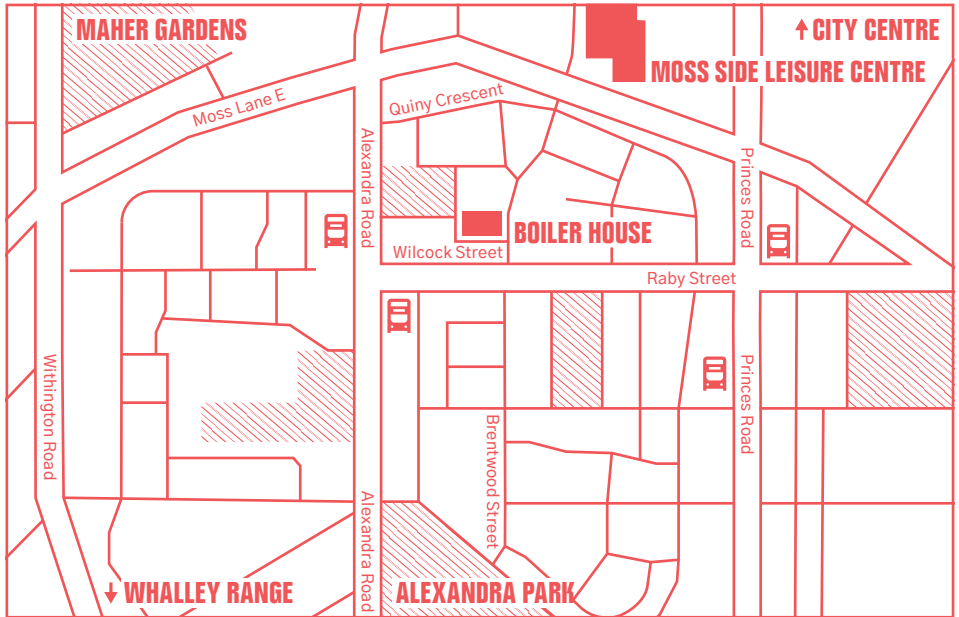 MAHER GARDENS
↑ CITY CENTRE
MOSS SIDE LEISURE CENTRE
Moss Lane E
Quiny Crescent
Alexandra Road
Princes Road
BOILER HOUSE
Wilcock Street
Raby Street
Withington Road
Princes Road
Brentwood Street
Alexandra Road
↓ WHALLEY RANGE
ALEXANDRA PARK